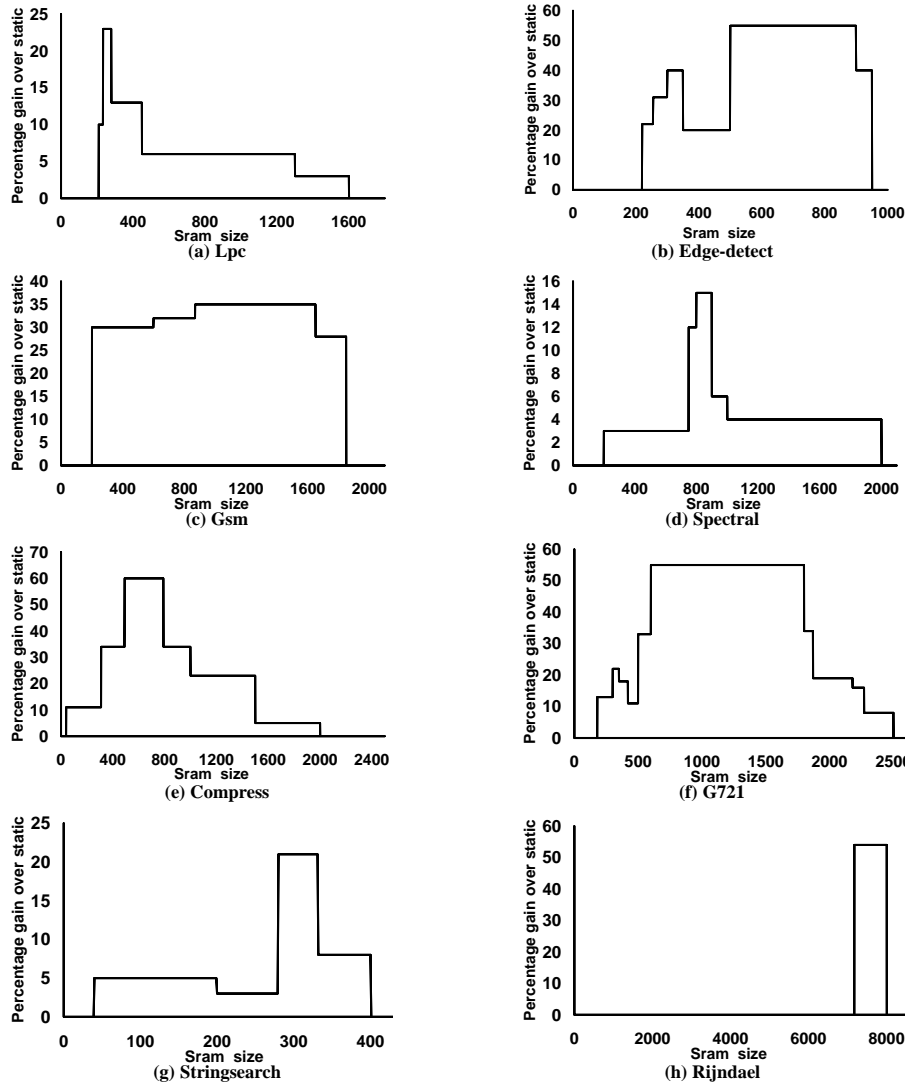 Percentage gain over static
25
20
15
10
5
0
0 400 800 1200 1600
Sram size
(a) Lpc
Percentage gain over static
60
50
40
30
20
10
0
0 200 400 600 800 1000
Sram size
(b) Edge-detect
Percentage gain over static
40
35
30
25
20
15
10
5
0
0 400 800 1200 1600 2000
Sram size
(c) Gsm
Percentage gain over static
16
14
12
10
8
6
4
2
0
0 400 800 1200 1600 2000
Sram size
(d) Spectral
Percentage gain over static
70
60
50
40
30
20
10
0
0 400 800 1200 1600 2000 2400
Sram size
(e) Compress
Percentage gain over static
60
50
40
30
20
10
0
0 500 1000 1500 2000 250
Sram size
(f) G721
Percentage gain over static
25
20
15
10
5
0
0 100 200 300 400
Sram size
(g) Stringsearch
Percentage gain over static
60
50
40
30
20
10
0
0 2000 4000 6000 8000
Sram size
(h) Rijndael